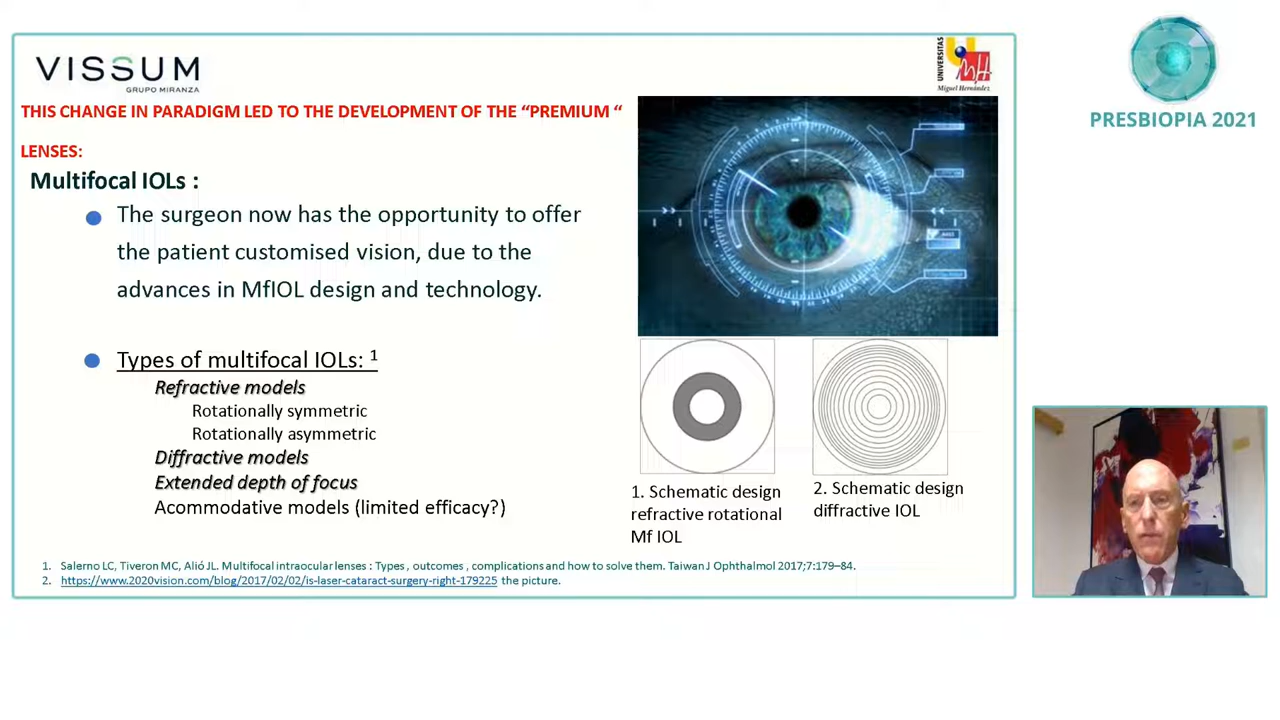 VISSUM
GRUPO MIRANZA
UNIVERSITAS
Miguel Hernández
PRESBIOPIA 2021
THIS CHANGE IN PARADIGM LED TO THE DEVELOPMENT OF THE “PREMIUM “
LENSES:
Multifocal IOLs :
The surgeon now has the opportunity to offer
the patient customised vision, due to the
advances in MfIOL design and technology.
Types of multifocal IOLs: 1
Refractive models
Rotationally symmetric
Rotationally asymmetric
Diffractive models
Extended depth of focus
Acommodative models (limited efficacy?)
1. Schematic design
refractive rotational
Mf IOL
2. Schematic design
diffractive IOL
1. Salerno LC, Tiveron MC, Alió JL. Multifocal intraocular lenses : Types , outcomes , complications and how to solve them. Taiwan J Ophthalmol 2017;7:179–84.
2. https://www.2020vision.com/blog/2017/02/02/is-laser-cataract-surgery-right-179225 the picture.